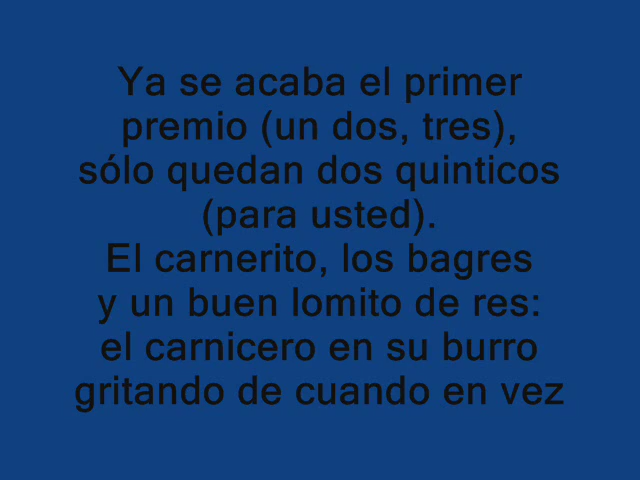 Ya se acaba el primer
premio (un dos, tres),
sólo quedan dos quinticos
(para usted).
El carnerito, los bagres
y un buen lomito de res:
el carnicero en su burro
gritando de cuando en vez